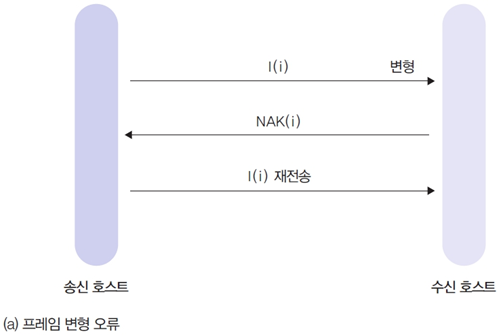 I(i) 변형
NAK(i)
I(i) 재전송
송신 호스트 수신 호스트
(a) 프레임 변형 오류